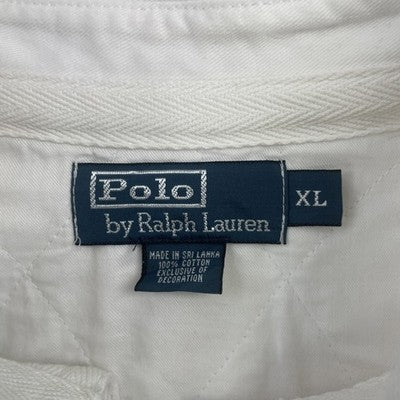 Polo
by Ralph Lauren
XL
MADE IN SRI LANKA
100% COTTON
EXCLUSIVE OF
DECORATION